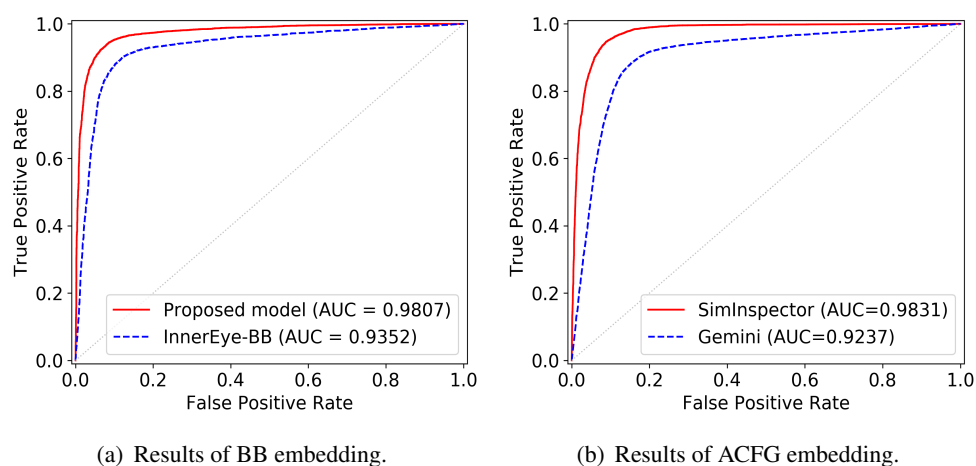 1.0
0.8
0.6
0.4
0.2
0.0
True Positive Rate
Proposed model (AUC = 0.9807)
InnerEye-BB (AUC = 0.9352)
0.0 0.2 0.4 0.6 0.8 1.0
False Positive Rate
(a) Results of BB embedding.
1.0
0.8
0.6
0.4
0.2
0.0
True Positive Rate
SimInspector (AUC=0.9831)
Gemini (AUC=0.9237)
0.0 0.2 0.4 0.6 0.8 1.0
False Positive Rate
(b) Results of ACFG embedding.